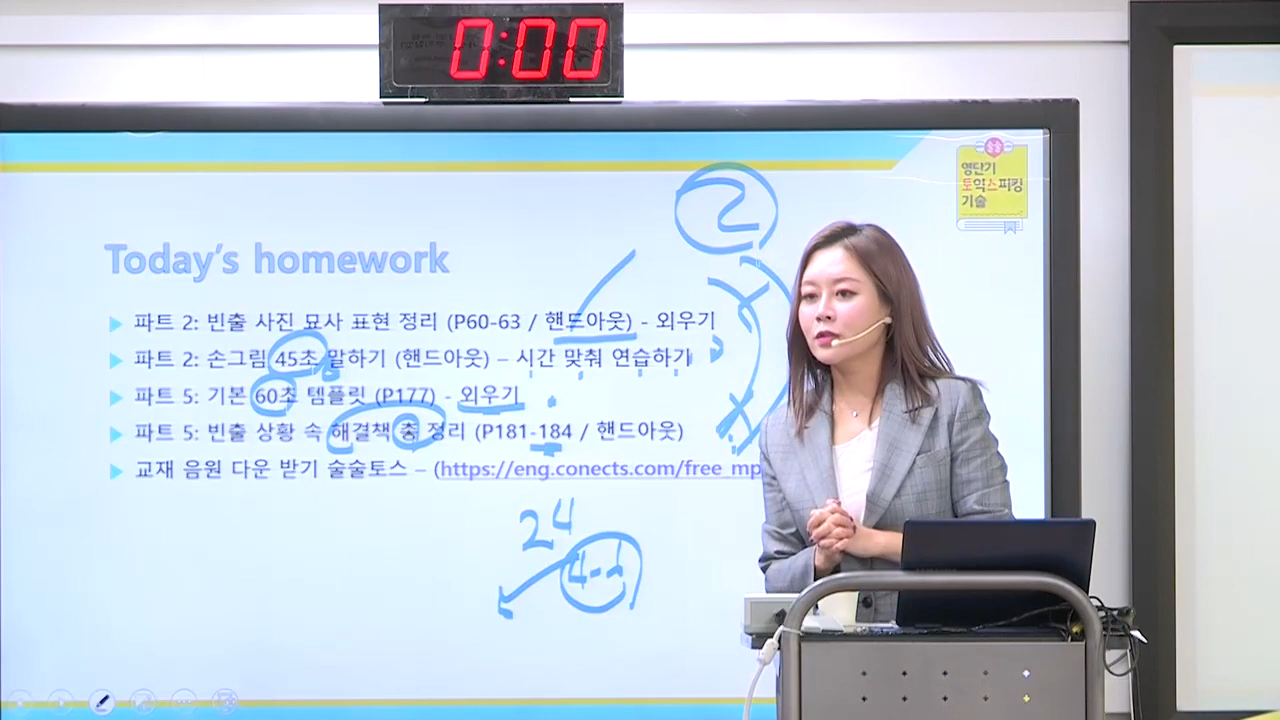 0:00
술술
영단기
토익스피킹
기술
2
Today's homework
▶ 파트 2: 빈출 사진 묘사 표현 정리 (P60-63 / 핸드아웃) - 외우기
▶ 파트 2: 손그림 45초 말하기 (핸드아웃) – 시간 맞춰 연습하기
▶ 파트 5: 기본 60초 템플릿 (P177) - 외우기
▶ 파트 5: 빈출 상황 속 해결책 총 정리 (P181-184 / 핸드아웃)
▶ 교재 음원 다운 받기 술술토스 – (https://eng.conects.com/free_mp
24